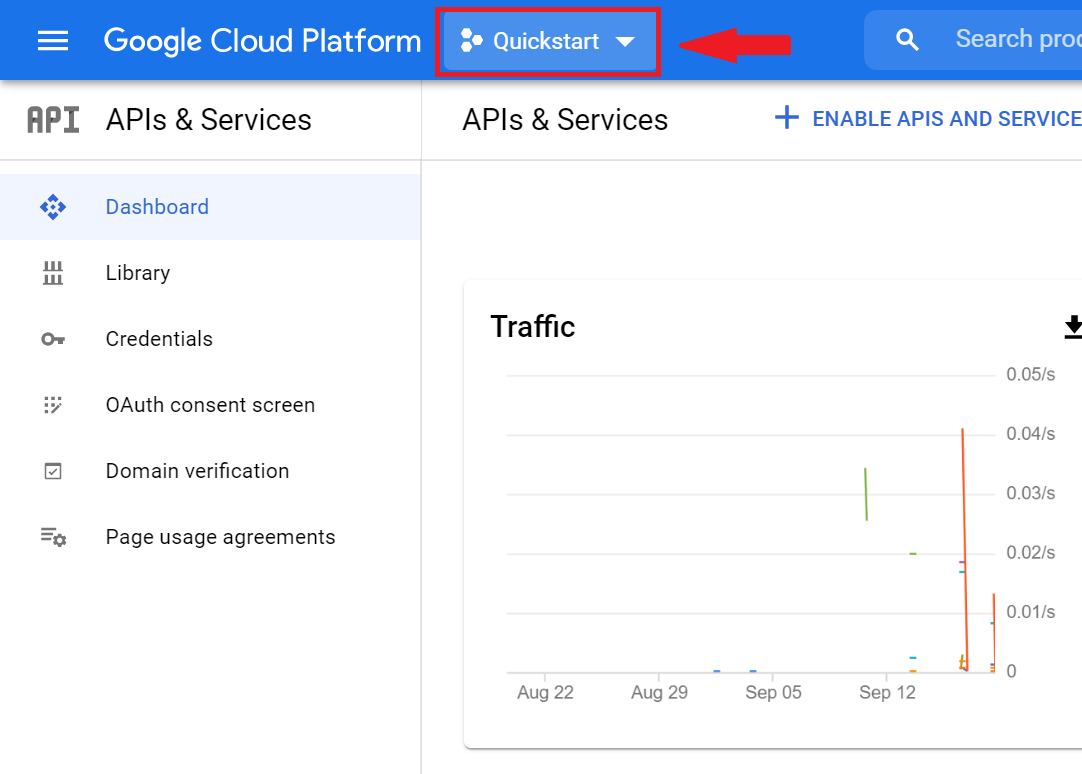 Google Cloud Platform
Quickstart
Search prod
API
APIs & Services
APIs & Services
ENABLE APIS AND SERVICE
Dashboard
Library
Credentials
OAuth consent screen
Domain verification
Page usage agreements
Traffic
0.05/s
0.04/s
0.03/s
0.02/s
0.01/s
0
Aug 22 Aug 29 Sep 05 Sep 12